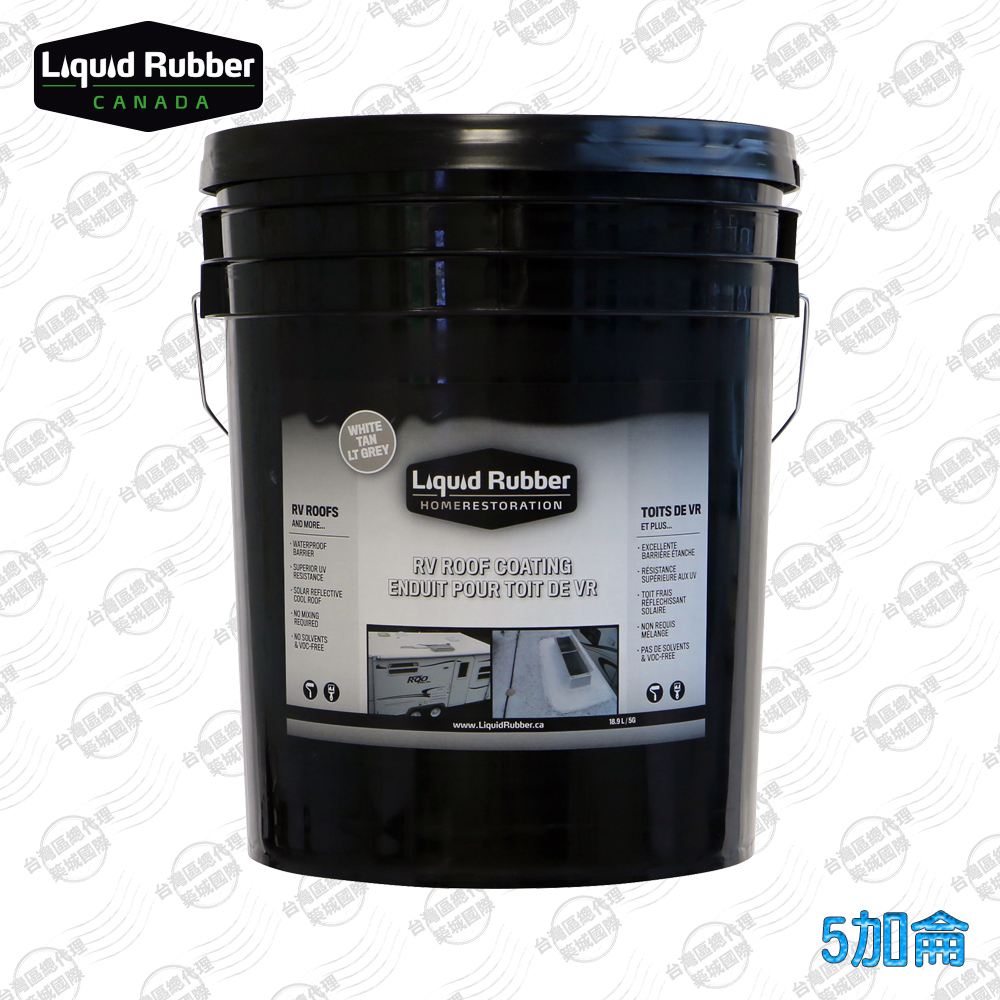 Liquid Rubber
CANADA
WHITE
TAN
LT GREY
Liquid Rubber
HOMERESTORATION
RV ROOFS
AND MORE...
· WATERPROOF
BARRIER
· SUPERIOR UV
RESISTANCE
· SOLAR REFLECTIVE
COOL ROOF
· NO MIXING
REQUIRED
· NO SOLVENTS
& VOC-FREE
RV ROOF COATING
ENDUIT POUR TOIT DE VR
TOITS DE VR
ET PLUS...
· EXCELLENTE
BARRIÈRE ÉTANCHE
· RÉSISTANCE
SUPÉRIEURE AUX UV
· TOIT FRAIS
RÉFLECHISSANT
SOLAIRE
· NON REQUIS
MÉLANGE
· PAS DE SOLVENTS
& VOC-FREE
ROO
www.LiquidRubber.ca
18.9 L / 5G
5加侖
台灣區總代理
築城國際